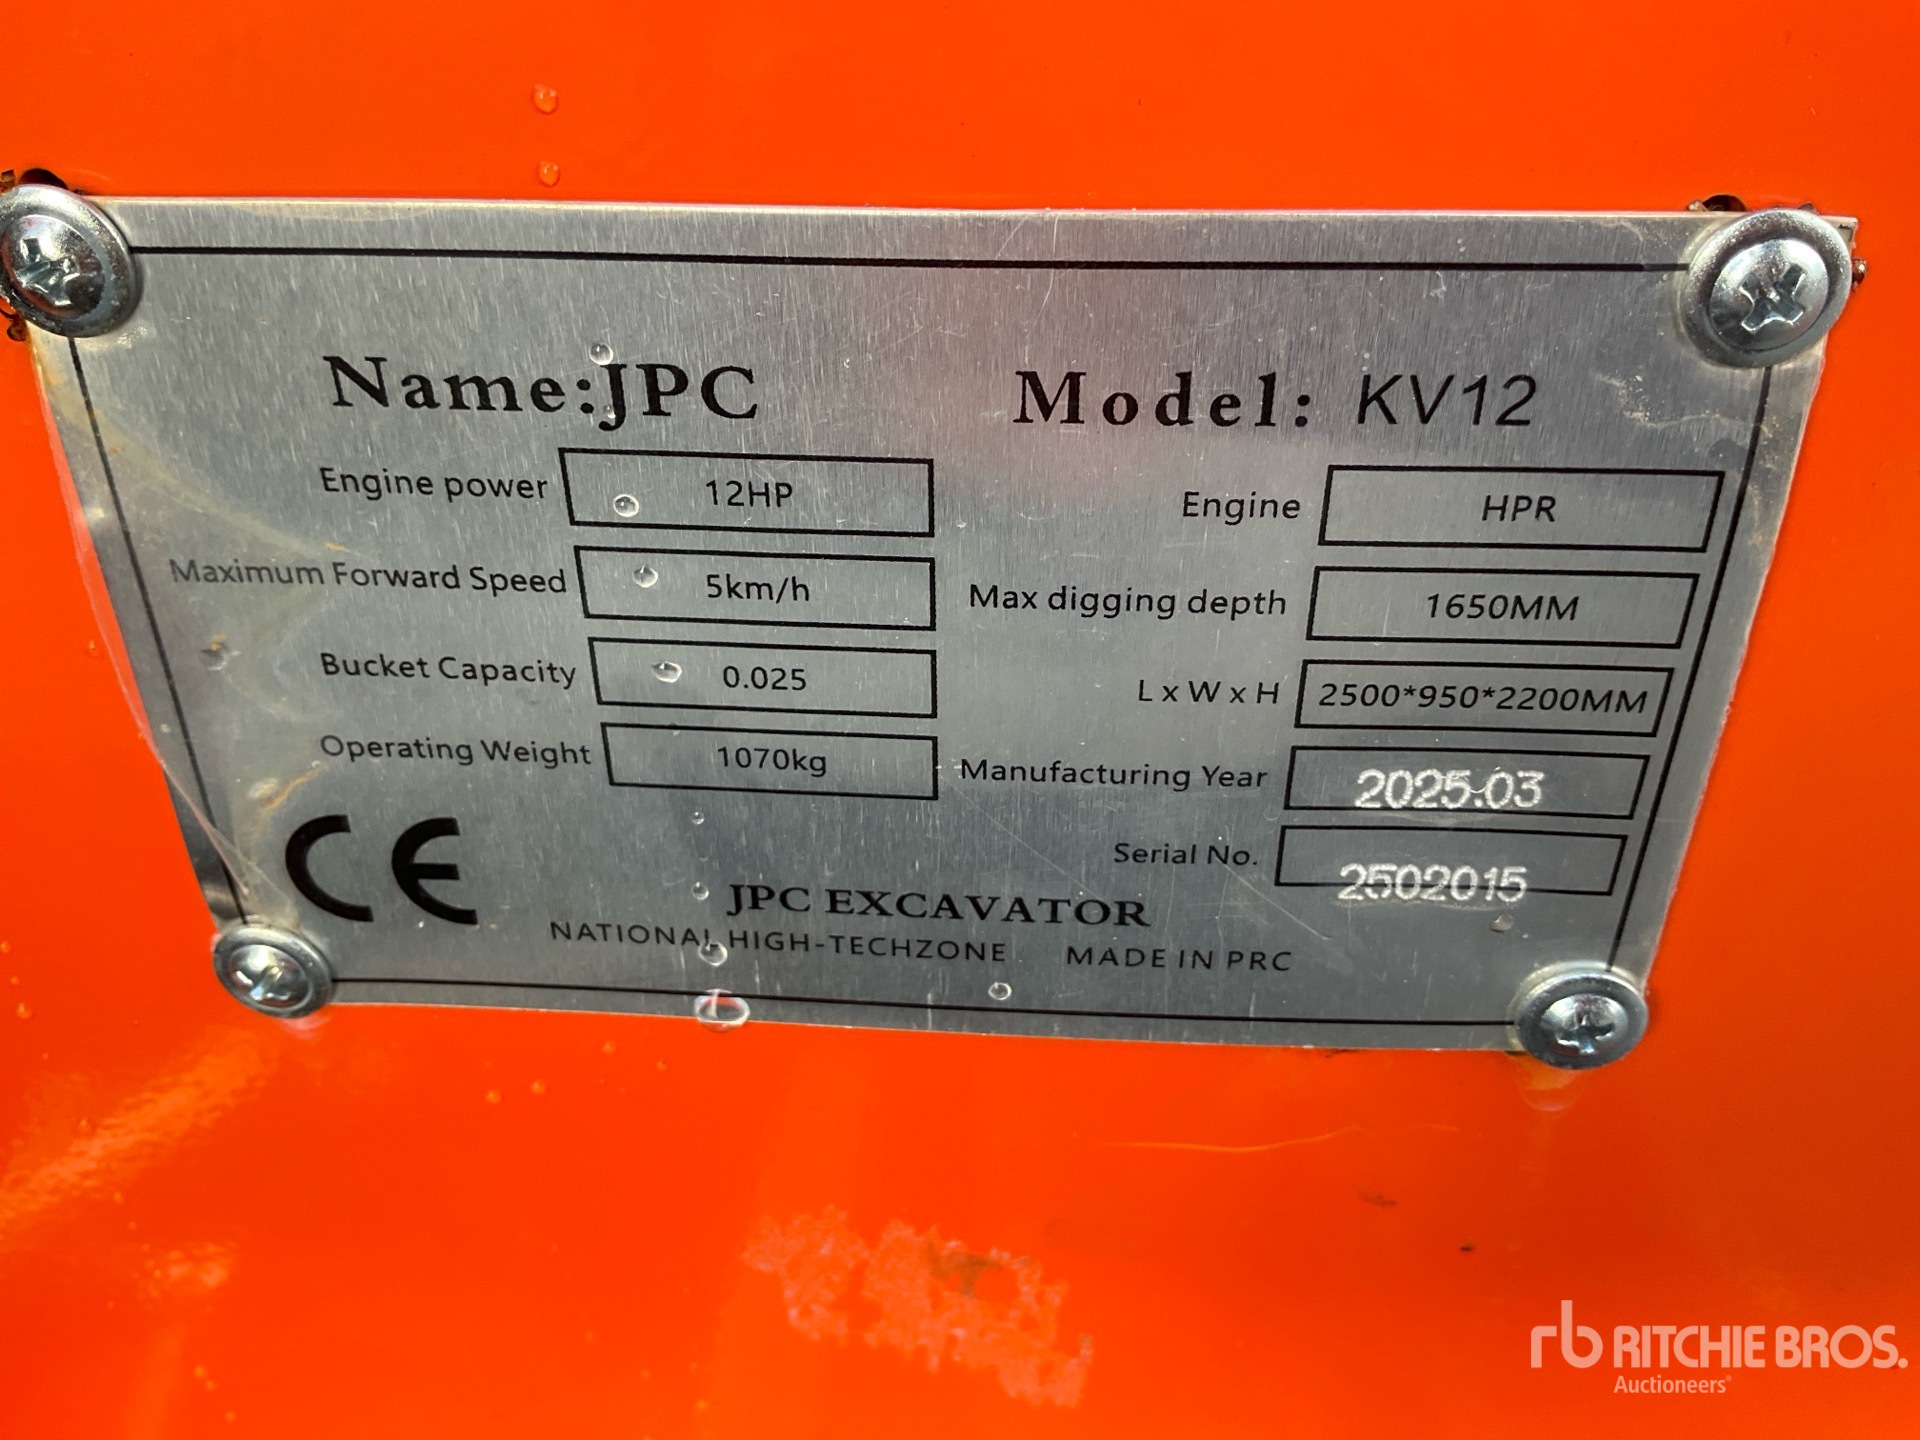 Name:JPC Model: KV12
Engine power 12HP Engine HPR
Maximum Forward Speed 5km/h Max digging depth 1650MM
Bucket Capacity 0.025 L x W x H 2500*950*2200MM
Operating Weight 1070kg Manufacturing Year 2025.03
Serial No. 2502015
CE
JPC EXCAVATOR
NATIONAL HIGH-TECHZONE MADE IN PRC
rb RITCHIE BROS.
Auctioneers